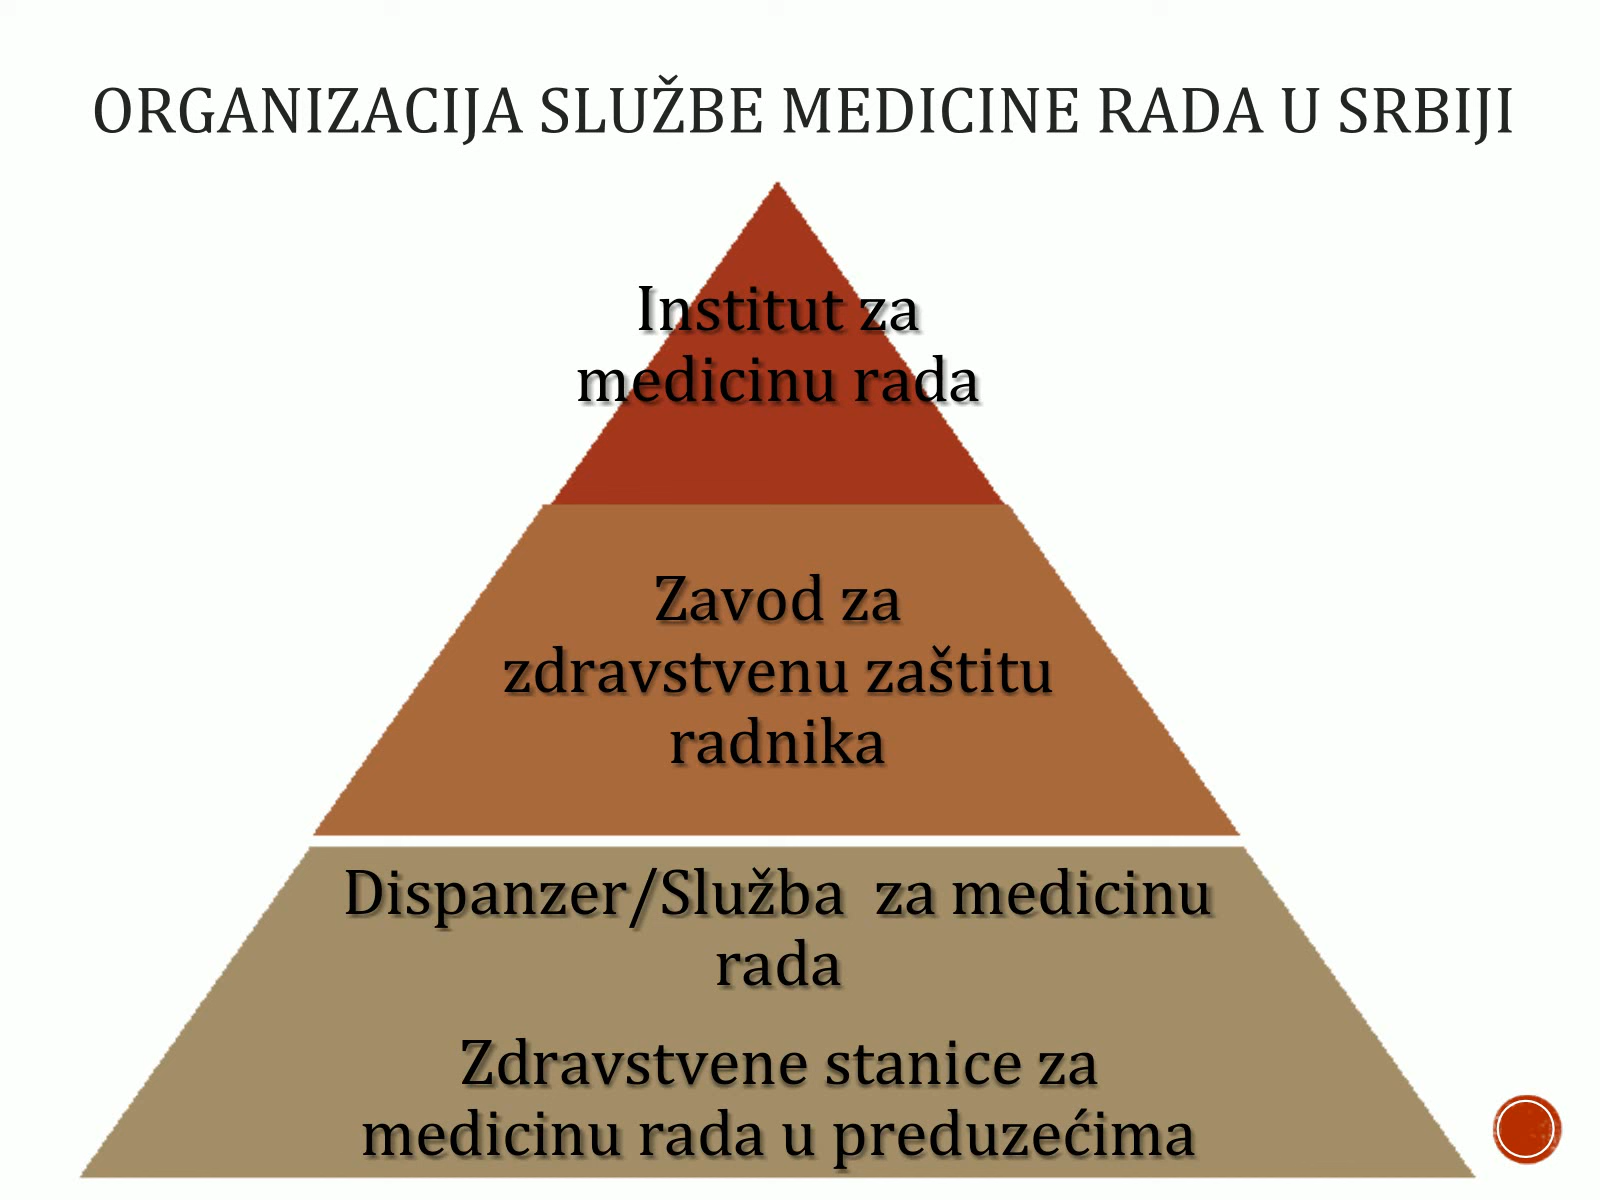 ORGANIZACIJA SLUŽBE MEDICINE RADA U SRBIJI
Institut za
medicinu rada
Zavod za
zdravstvenu zaštitu
radnika
Dispanzer/Služba  za medicinu
rada
Zdravstvene stanice za
medicinu rada u preduzećima